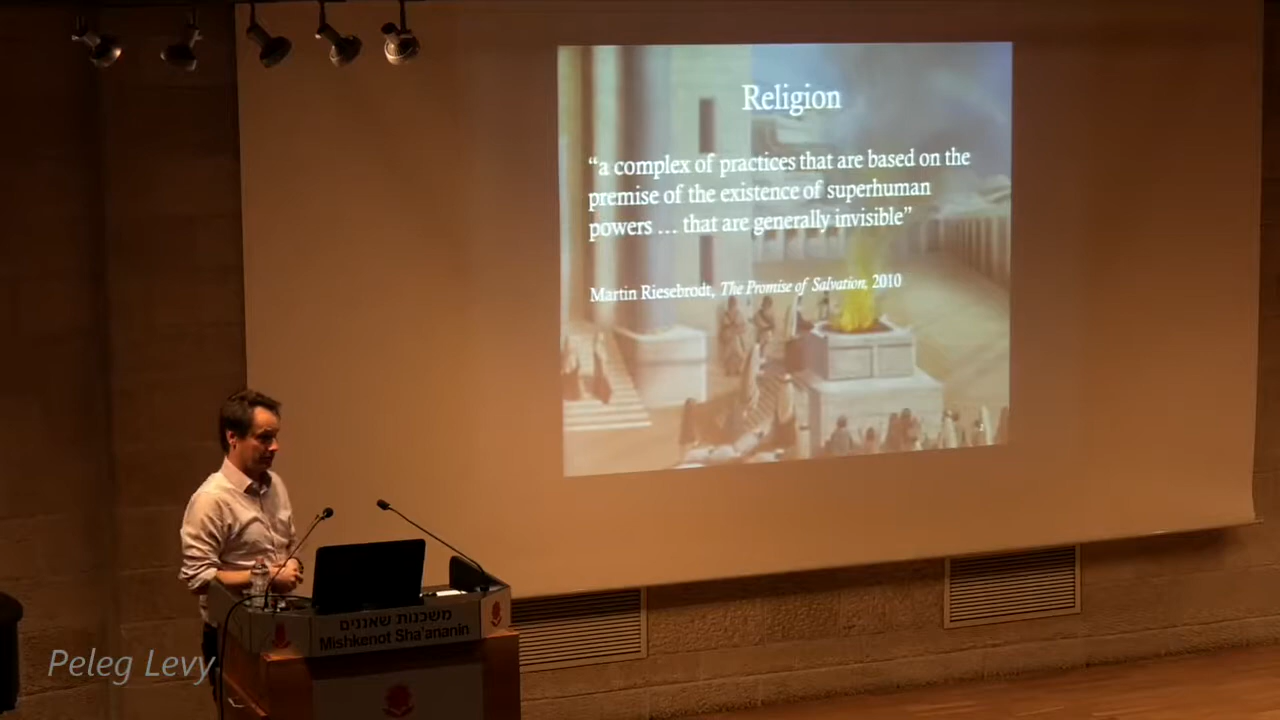 Religion
“a complex of practices that are based on the
premise of the existence of superhuman
powers ... that are generally invisible”
Martin Riesebrodt, The Promise of Salvation, 2010
משכנות שאננים
Mishkenot Sha'ananin
Peleg Levy